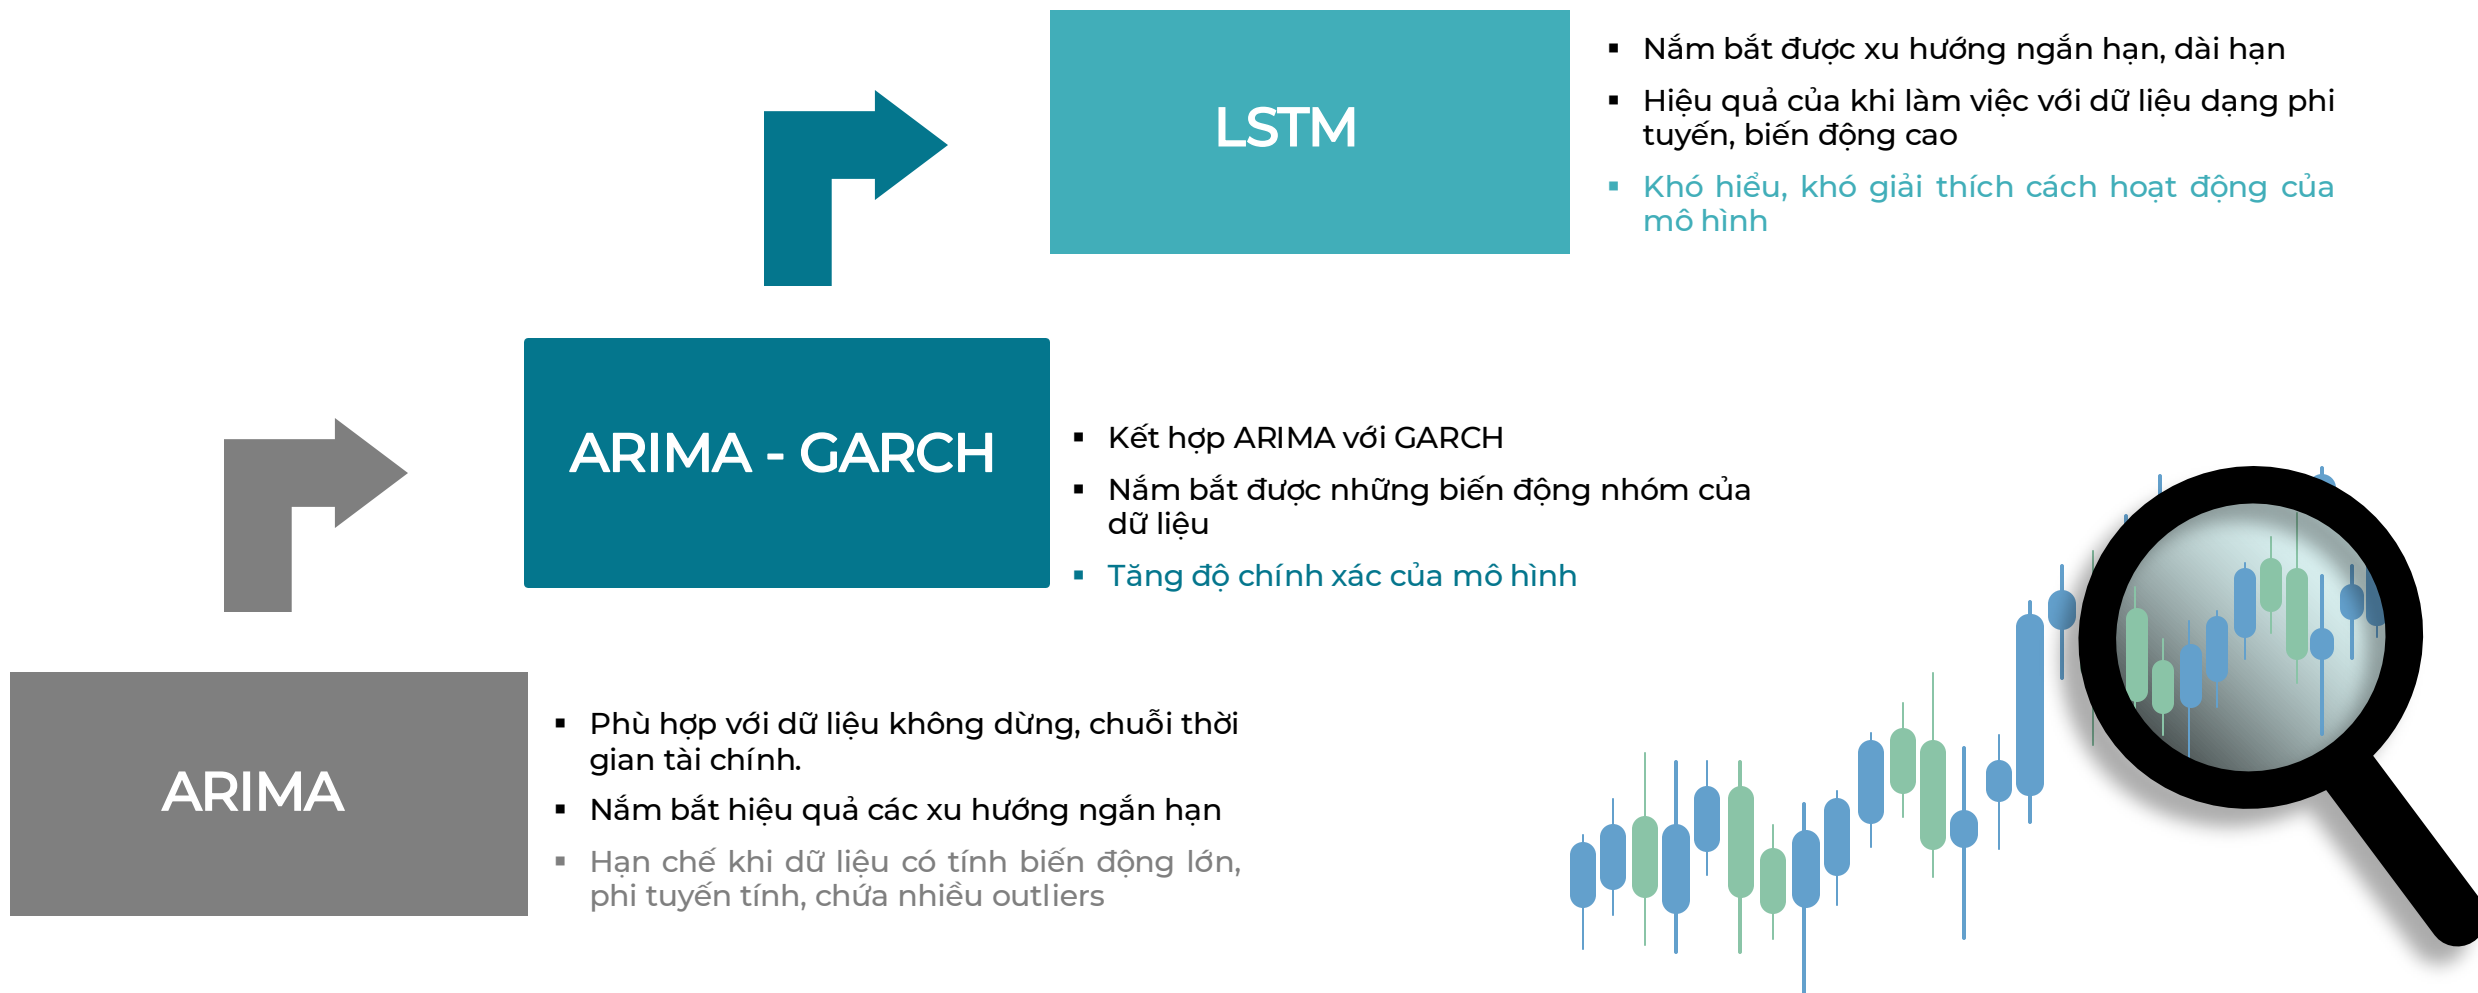 LSTM
▪ Nắm bắt được xu hướng ngắn hạn, dài hạn
▪ Hiệu quả của khi làm việc với dữ liệu dạng phi
tuyến, biến động cao
▪ Khó hiểu, khó giải thích cách hoạt động của
mô hình
ARIMA - GARCH
▪ Kết hợp ARIMA với GARCH
▪ Nắm bắt được những biến động nhóm của
dữ liệu
▪ Tăng độ chính xác của mô hình
ARIMA
▪ Phù hợp với dữ liệu không dừng, chuỗi thời
gian tài chính.
▪ Nắm bắt hiệu quả các xu hướng ngắn hạn
▪ Hạn chế khi dữ liệu có tính biến động lớn,
phi tuyến tính, chứa nhiều outliers